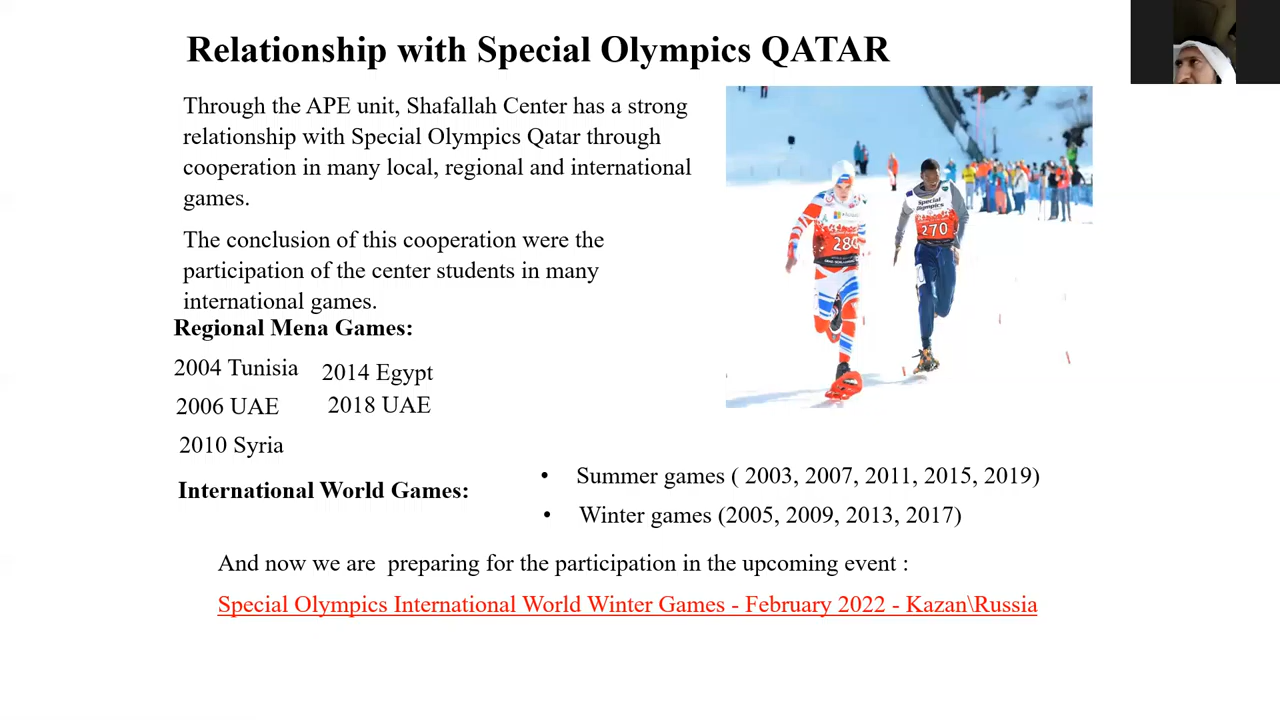 Relationship with Special Olympics QATAR
Through the APE unit, Shafallah Center has a strong
relationship with Special Olympics Qatar through
cooperation in many local, regional and international
games.
The conclusion of this cooperation were the
participation of the center students in many
international games.
Special
Olympics
280
270
Regional Mena Games:
2004 Tunisia
2014 Egypt
2006 UAE
2018 UAE
2010 Syria
International World Games:
• Summer games ( 2003, 2007, 2011, 2015, 2019)
• Winter games (2005, 2009, 2013, 2017)
And now we are preparing for the participation in the upcoming event :
Special Olympics International World Winter Games - February 2022 - Kazan\Russia